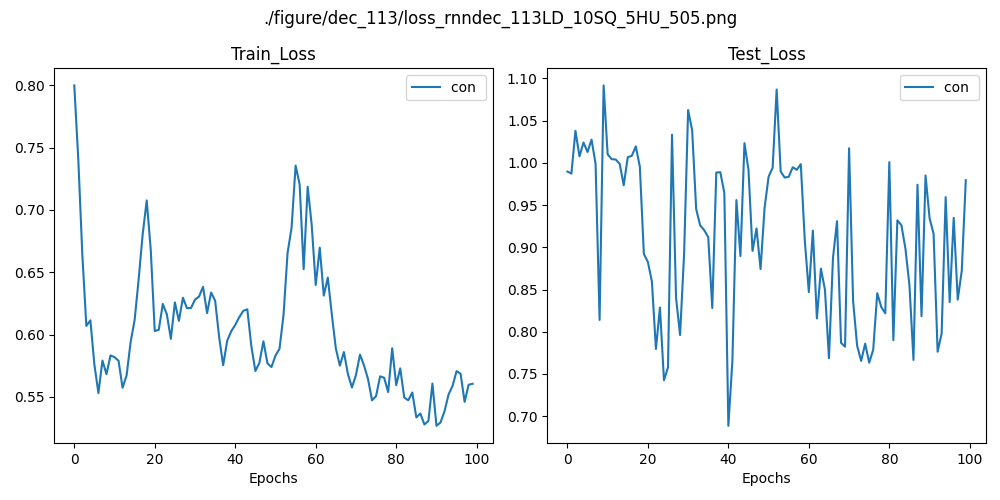 ./figure/dec_113/loss_rnndec_113LD_10SQ_5HU_505.png
Train_Loss
con
0.80
0.75
0.70
0.65
0.60
0.55
0 20 40 60 80 100
Epochs
Test_Loss
con
1.10
1.05
1.00
0.95
0.90
0.85
0.80
0.75
0.70
0 20 40 60 80 100
Epochs